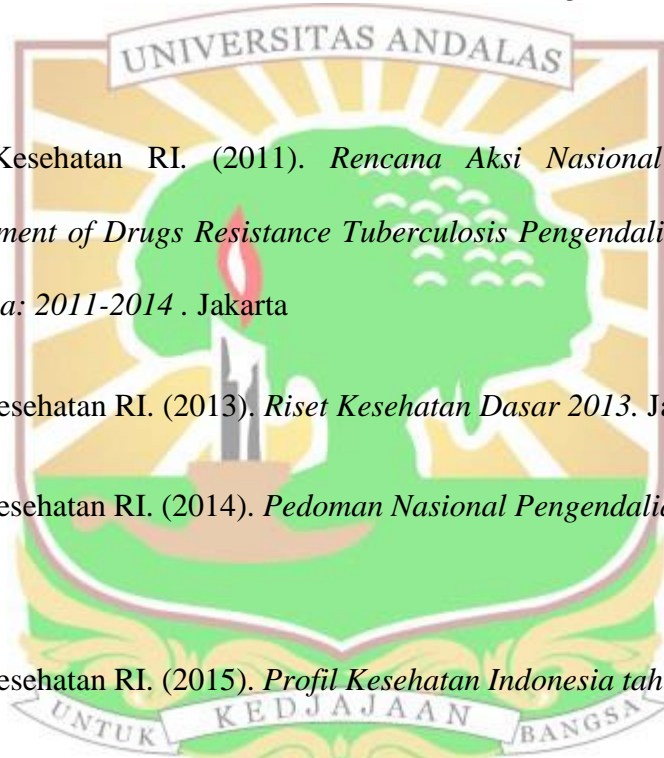 UNIVERSITAS ANDALAS
Kesehatan RI. (2011). Rencana Aksi Nasional
ment of Drugs Resistance Tuberculosis Pengendali
a: 2011-2014 . Jakarta
esehatan RI. (2013). Riset Kesehatan Dasar 2013. Ja
esehatan RI. (2014). Pedoman Nasional Pengendalia
esehatan RI. (2015). Profil Kesehatan Indonesia tah
UNTUK KEDJAJAAN BANGSA